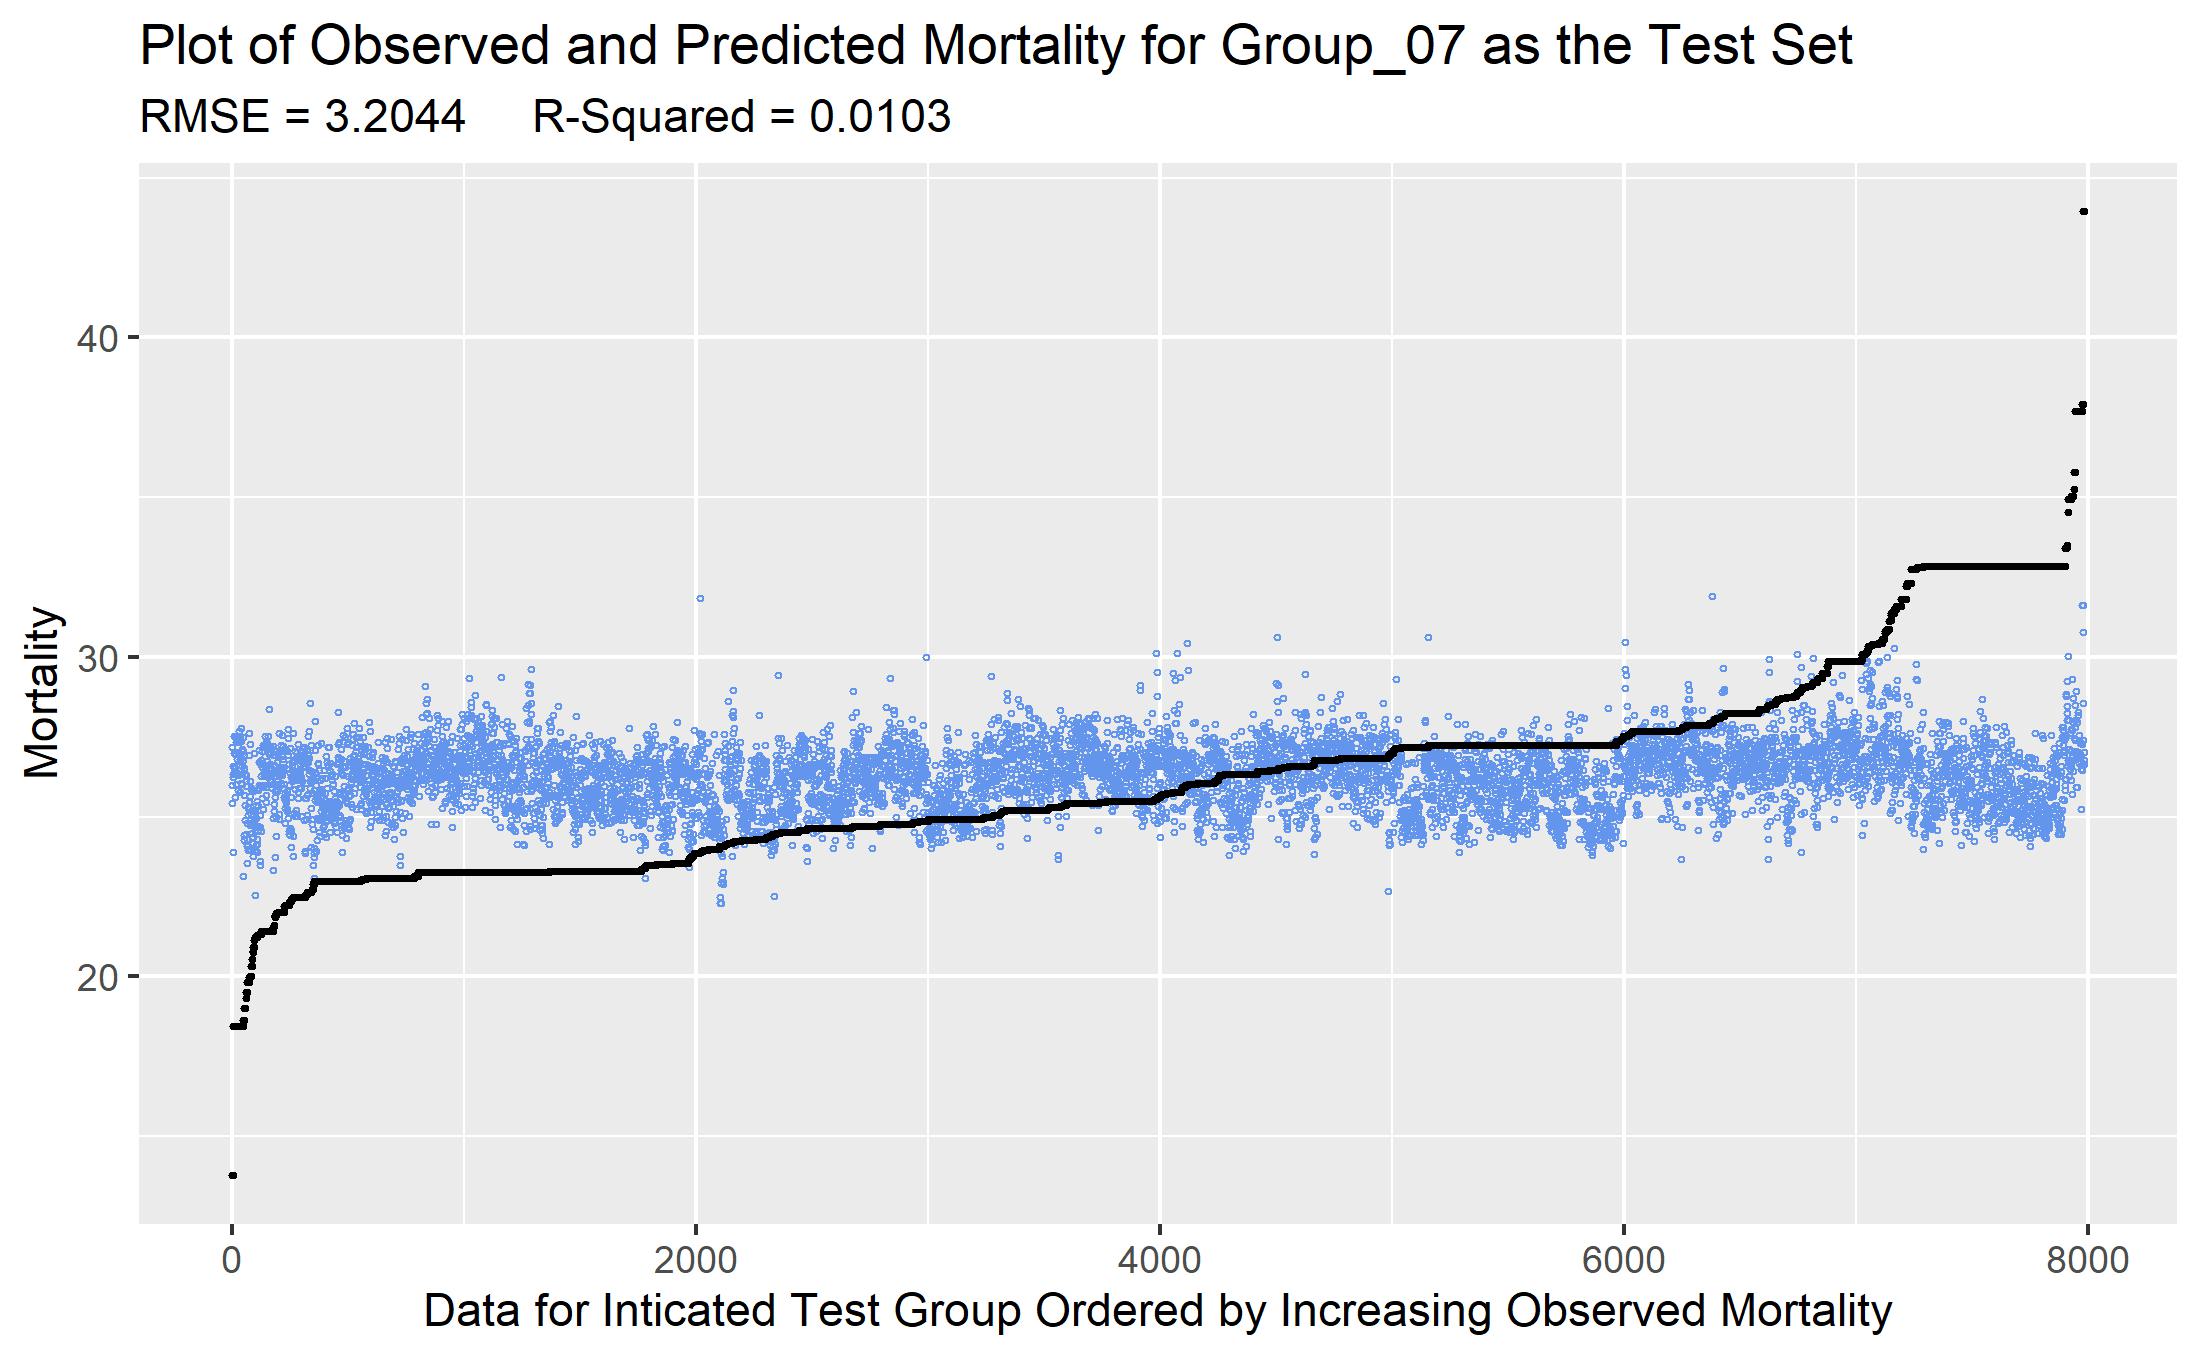 Plot of Observed and Predicted Mortality for Group_07 as the Test Set
RMSE = 3.2044 R-Squared = 0.0103
Mortality
40
30
20
0 2000 4000 6000 8000
Data for Inticated Test Group Ordered by Increasing Observed Mortality